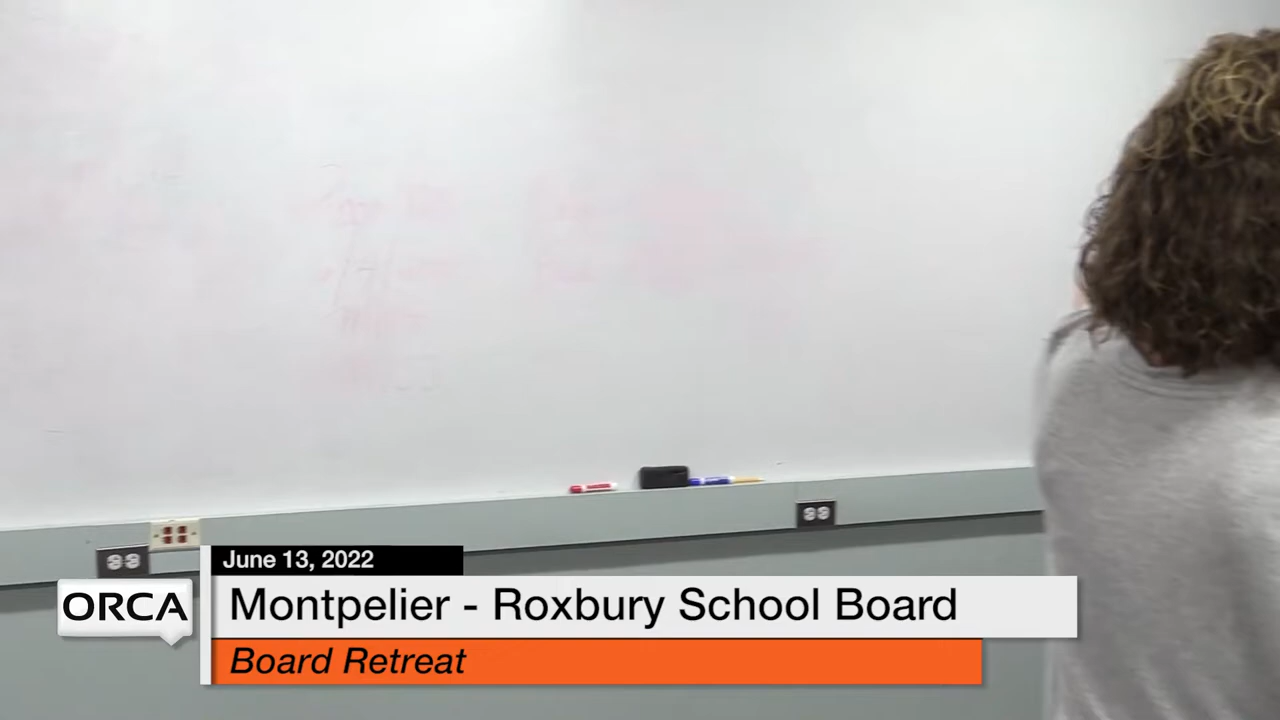 June 13, 2022
ORCA
Montpelier - Roxbury School Board
Board Retreat